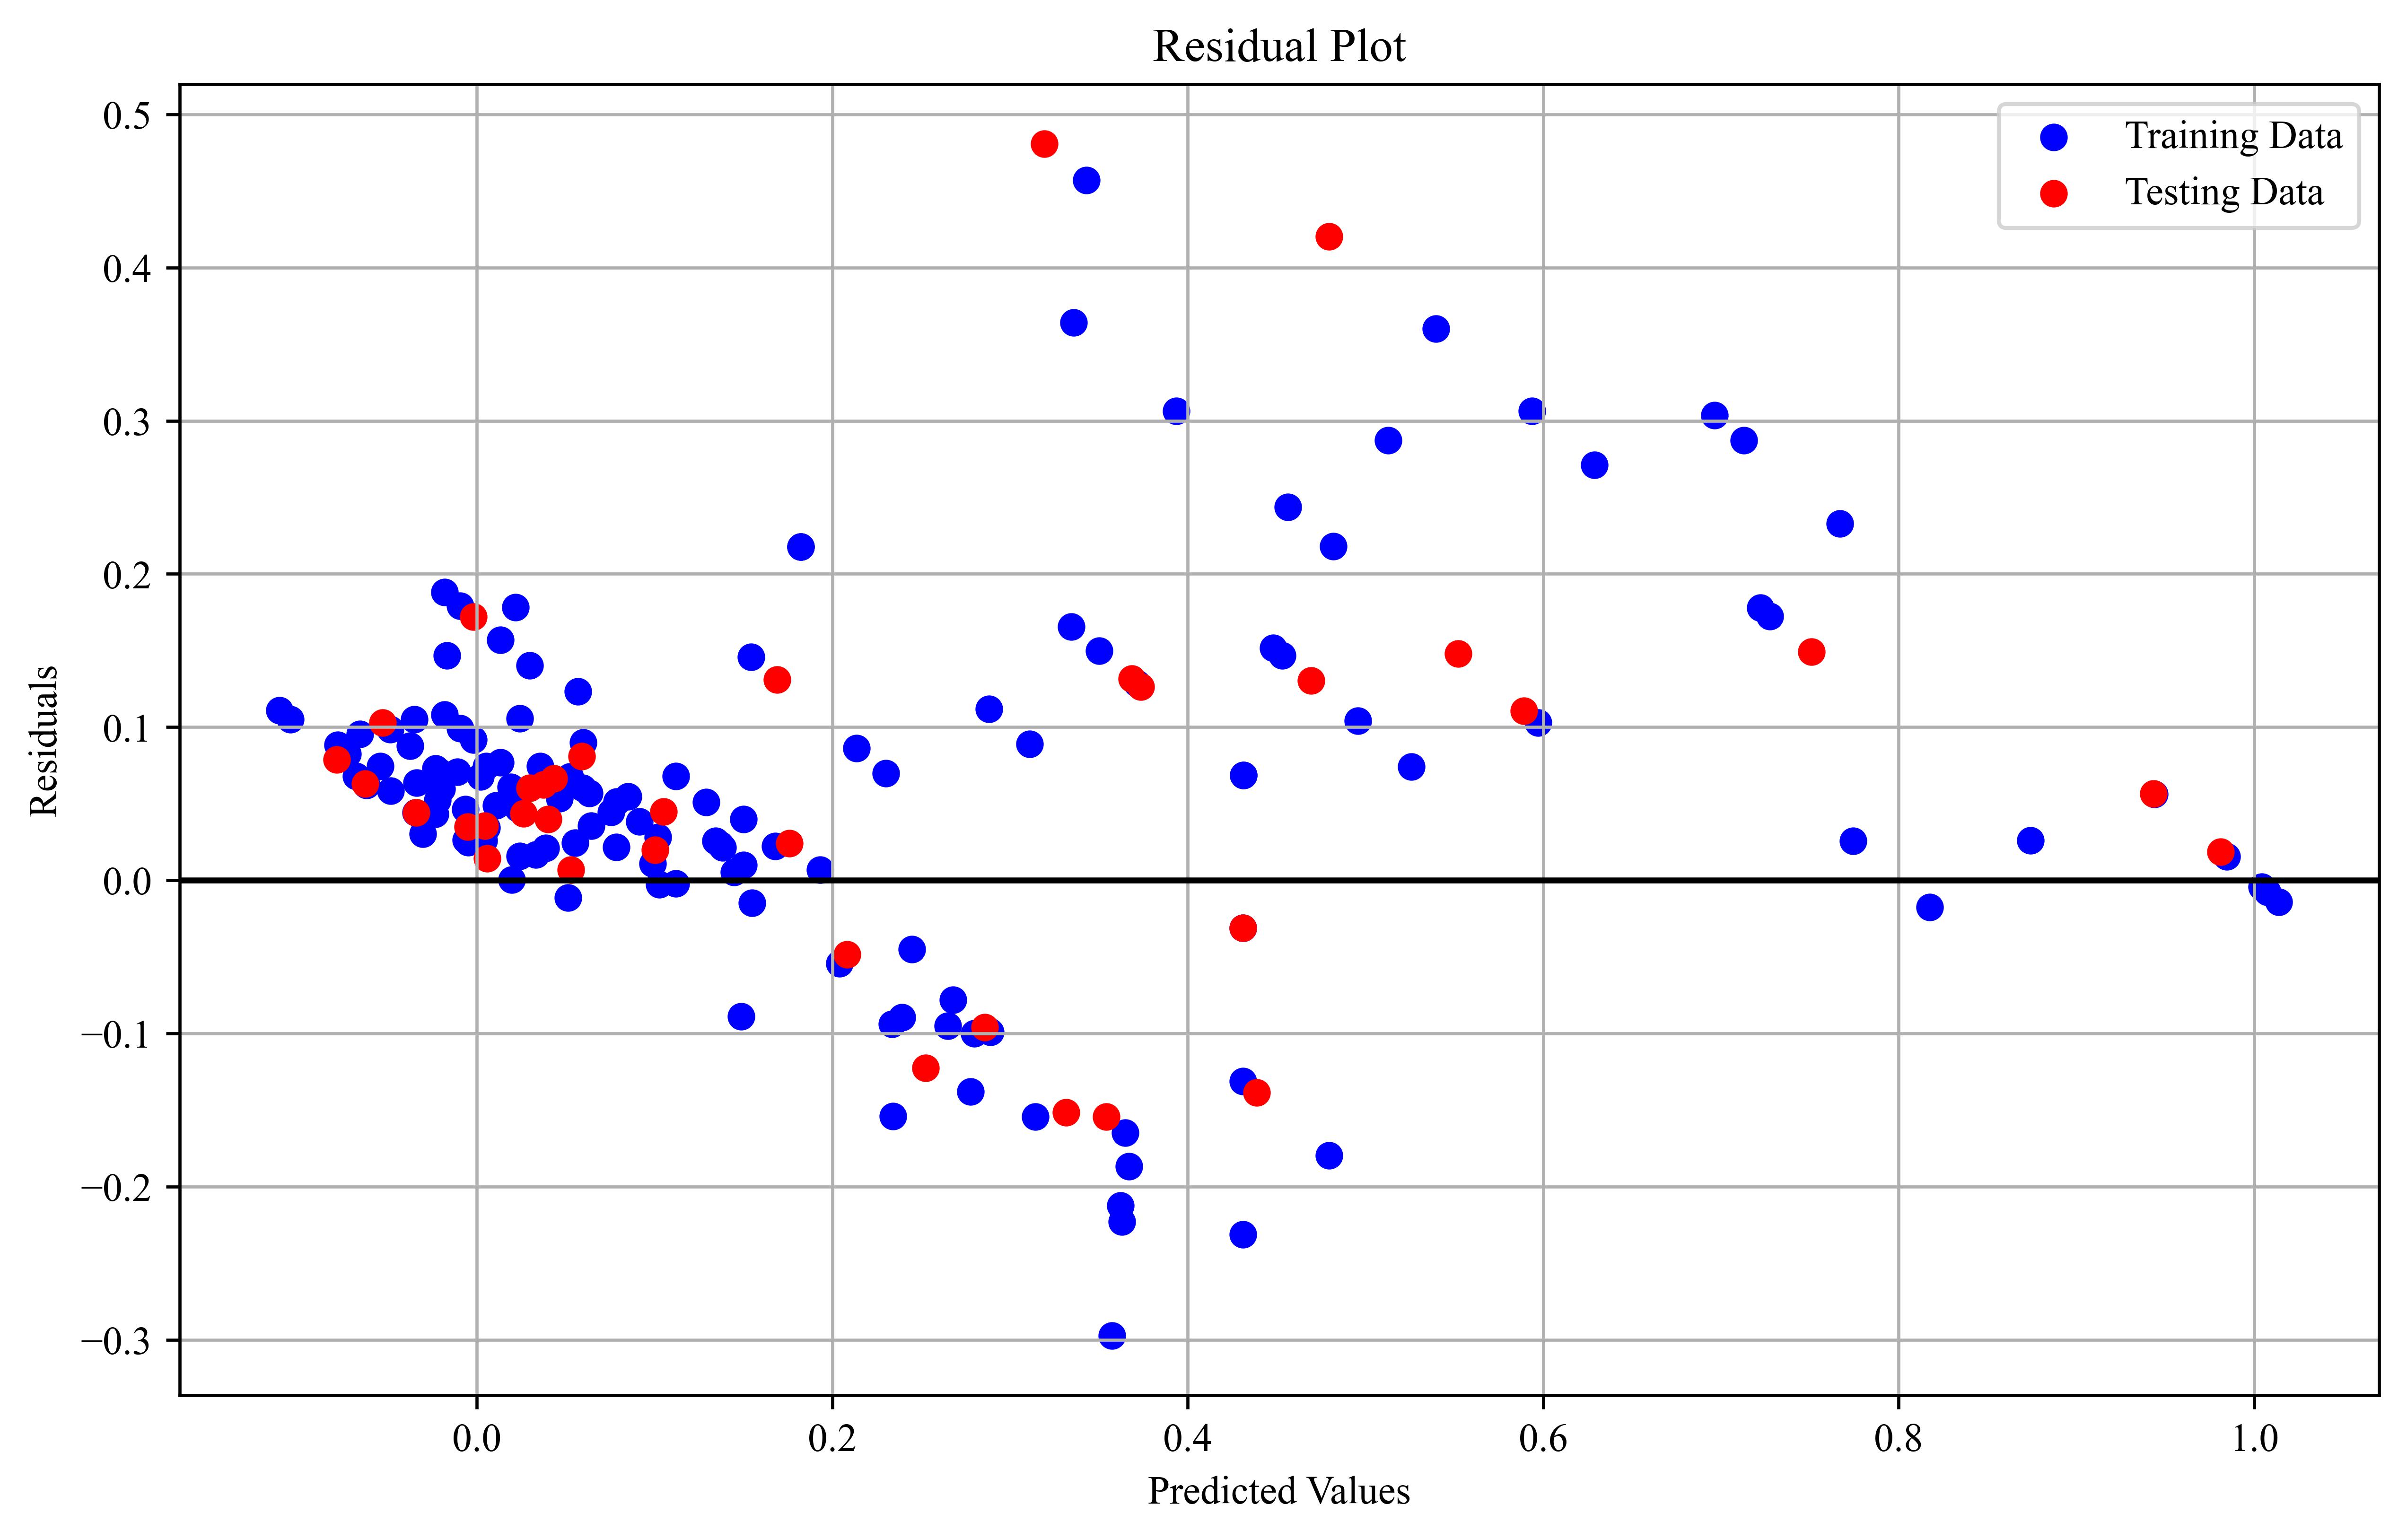 Residual Plot
Training Data
Testing Data
0.5
0.4
0.3
0.2
0.1
0.0
−0.1
−0.2
−0.3
Residuals
0.0 0.2 0.4 0.6 0.8 1.0
Predicted Values